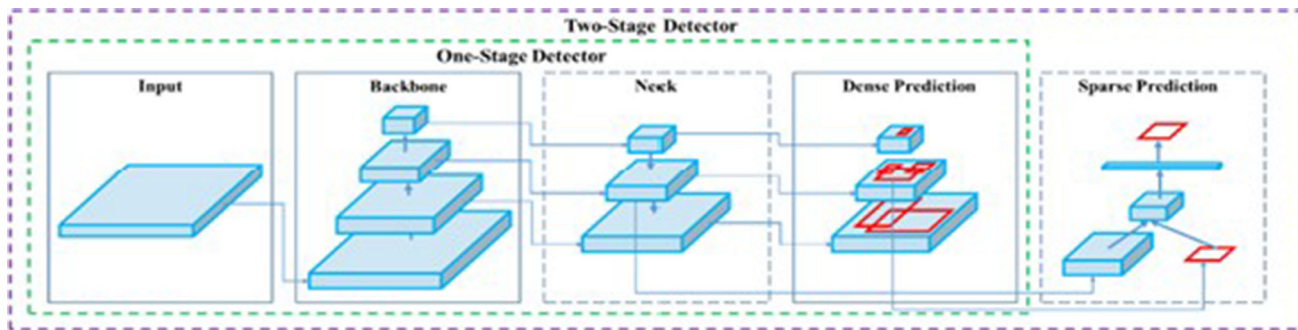 Two-Stage Detector
One-Stage Detector
Input
Backbone
Neck
Dense Prediction
Sparse Prediction